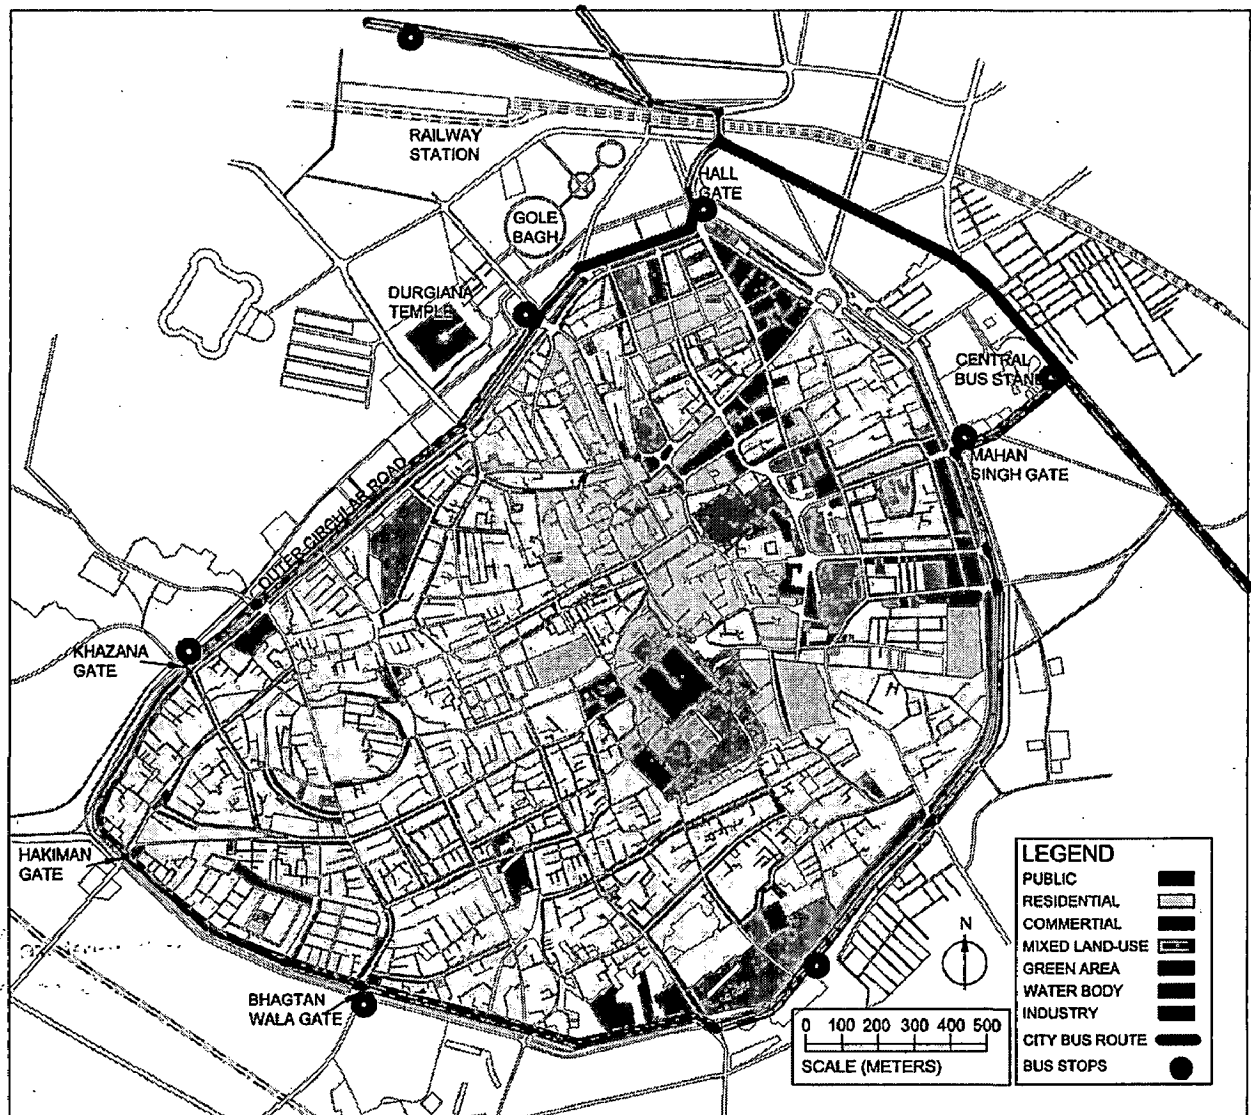 RAILWAY
STATION
HALL
GATE
GOLE
BAGH
DURGIANA
TEMPLE
CENTRAL
BUS STAND
MAHAN
SINGH GATE
OUTER CIRCULAR ROAD
KHAZANA
GATE
HAKIMAN
GATE
BHAGTAN
WALA GATE
LEGEND
PUBLIC
RESIDENTIAL
COMMERTIAL
MIXED LAND-USE
GREEN AREA
WATER BODY
INDUSTRY
CITY BUS ROUTE
BUS STOPS
N
0 100 200 300 400 500
SCALE (METERS)